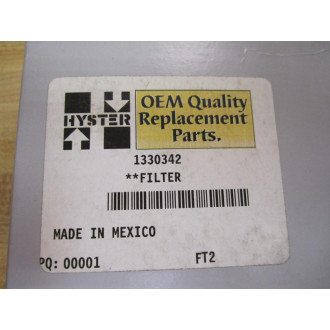 HYSTER
OEM Quality
Replacement
Parts.
1330342
**FILTER
MADE IN MEXICO
PQ: 00001 FT2